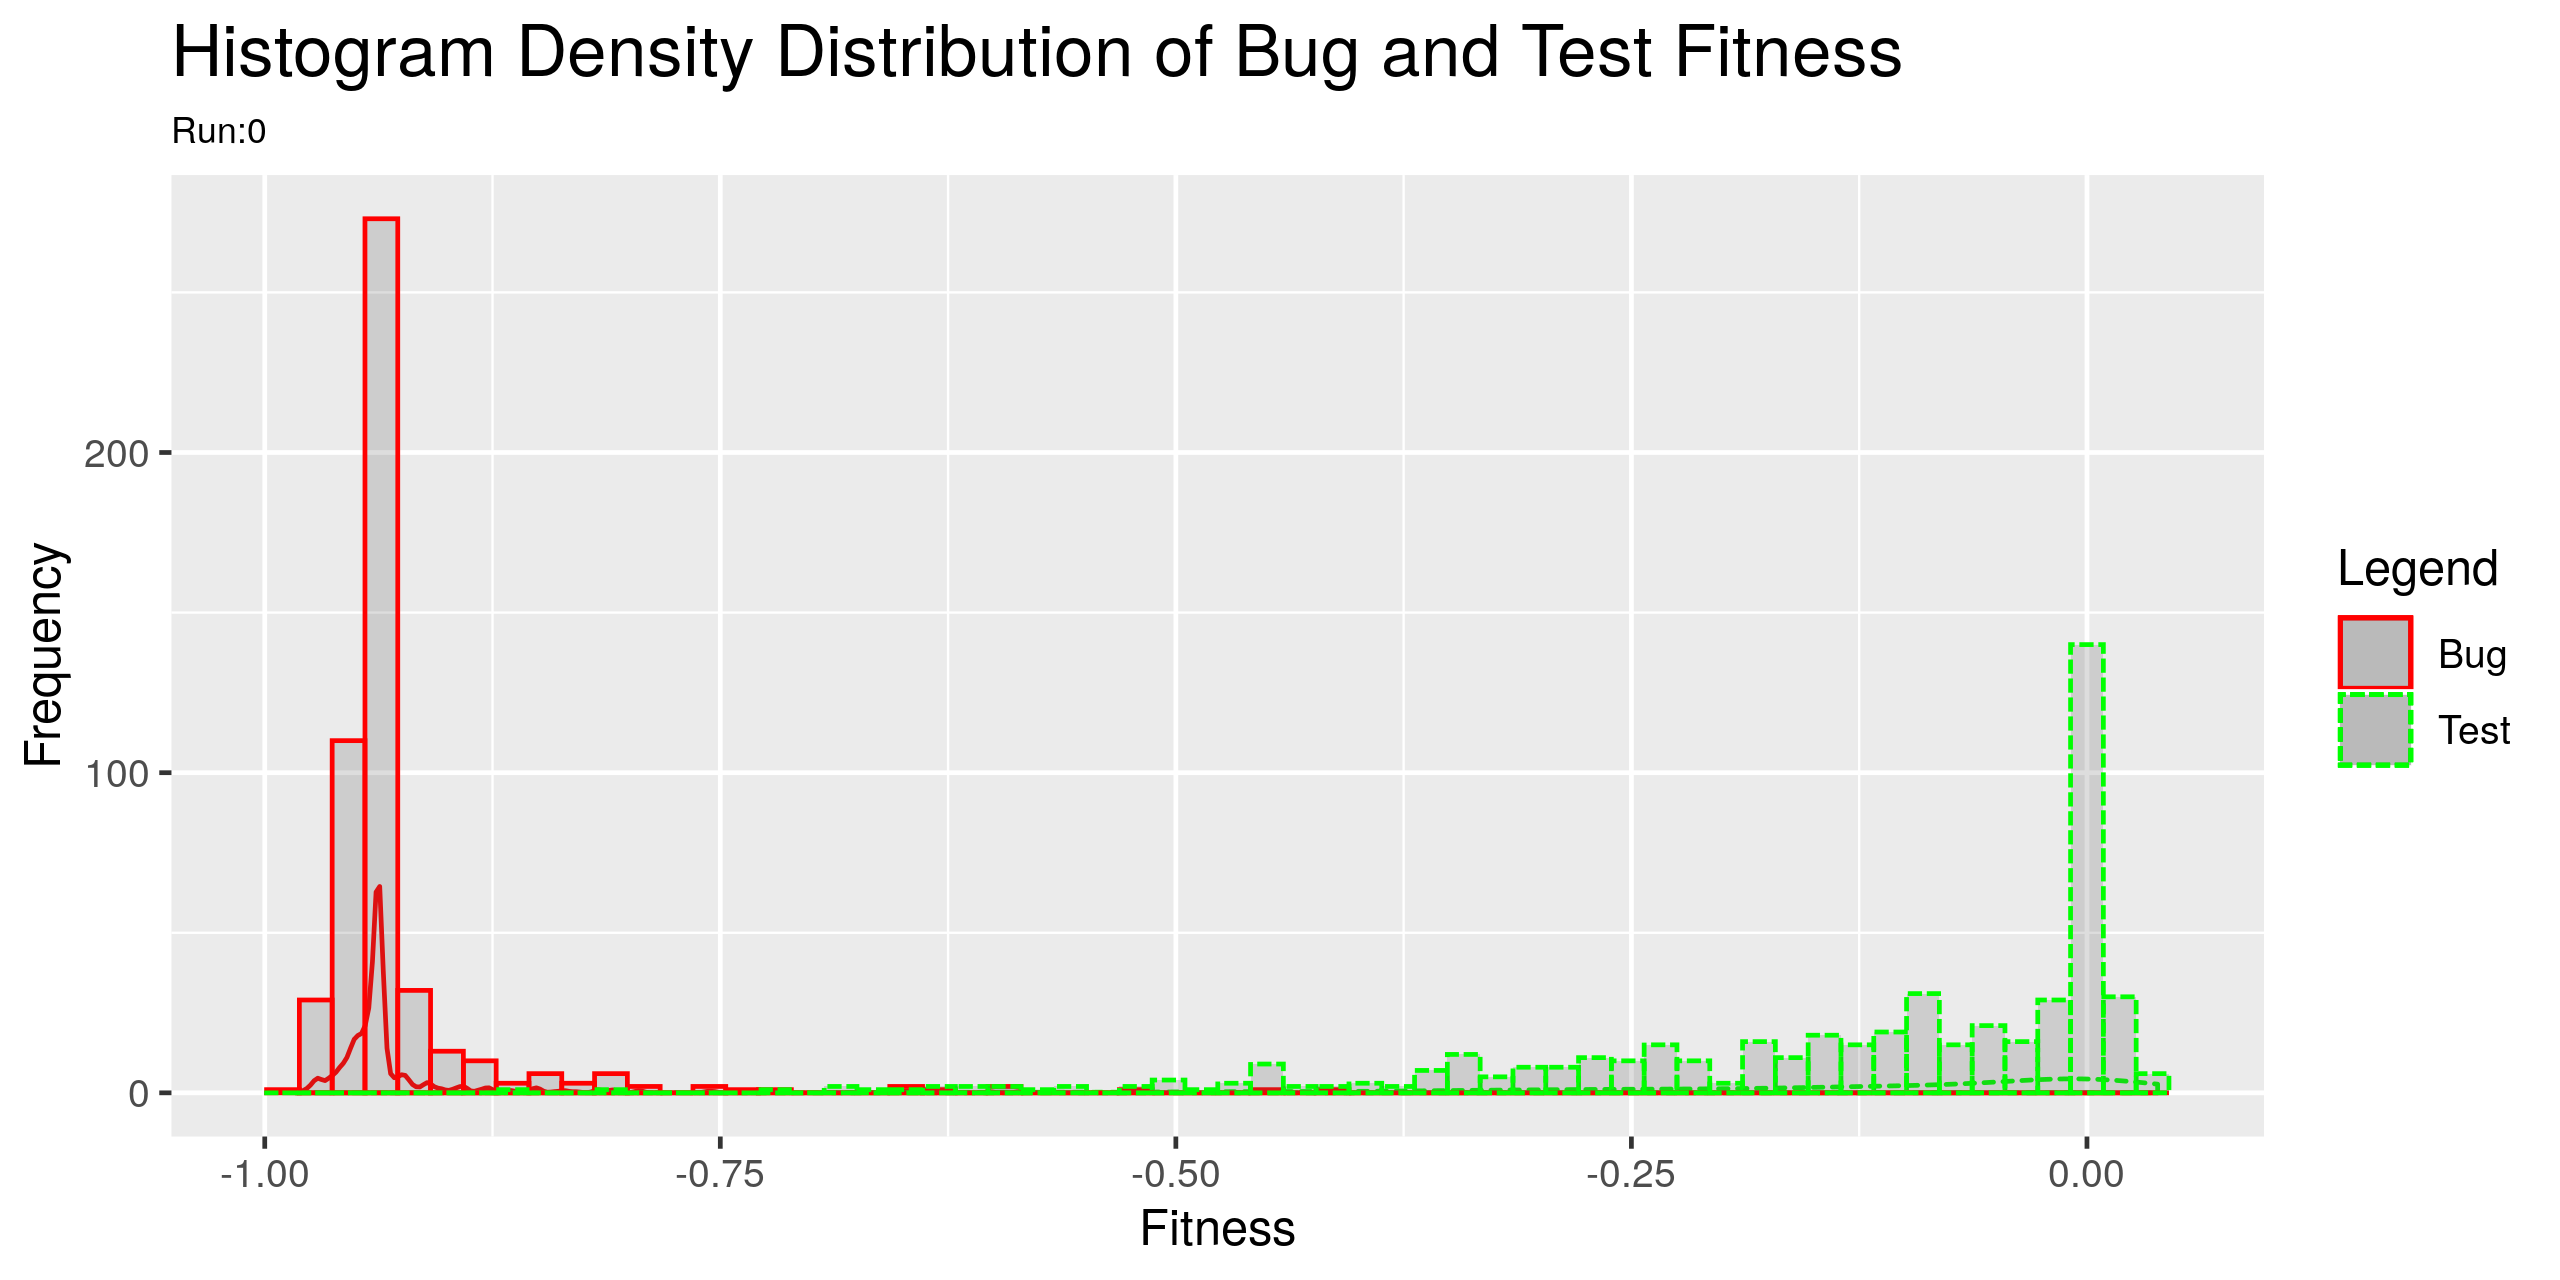 Histogram Density Distribution of Bug and Test Fitness
Run:0
Frequency
200
100
0
-1.00
-0.75
-0.50
-0.25
0.00
Fitness
Legend
Bug
Test